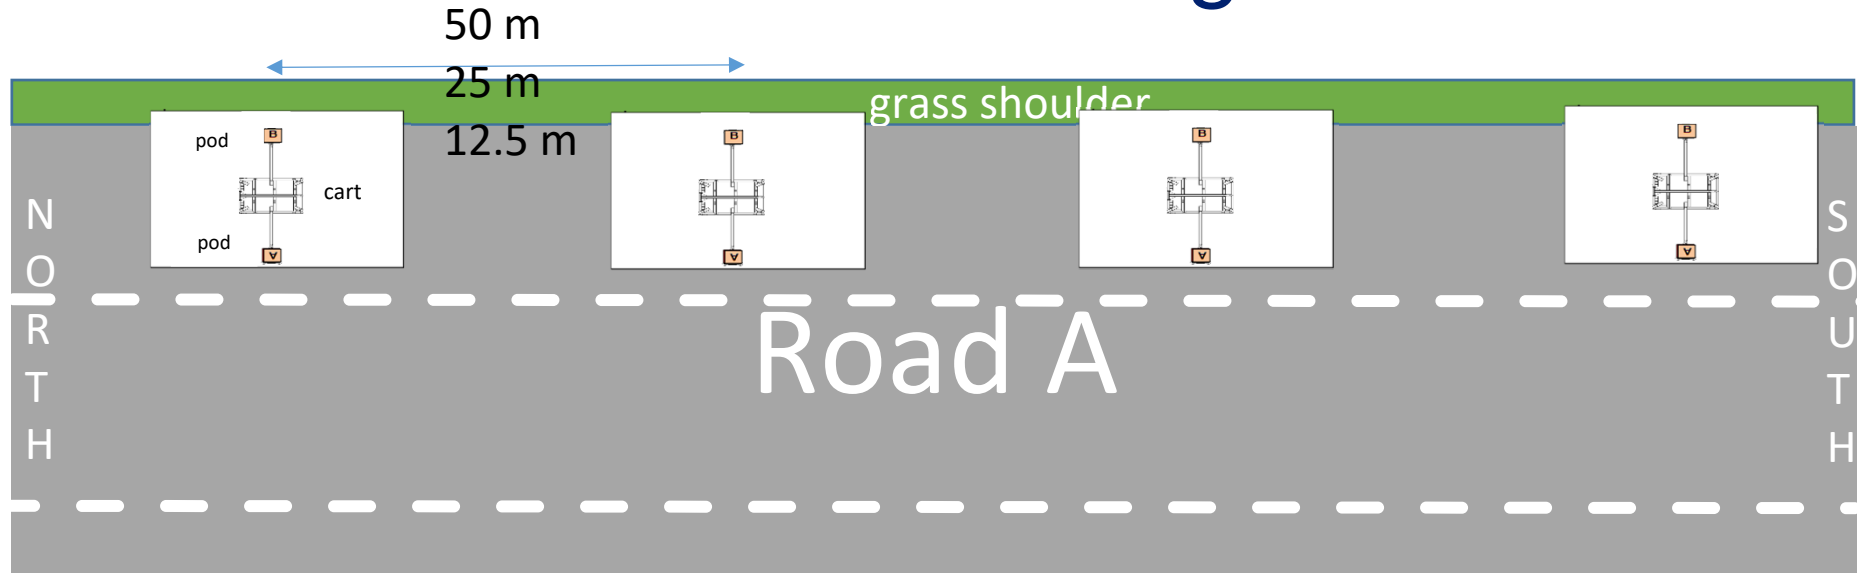 g
50 m
25 m
grass shoulder
12.5 m
pod
B
cart
pod
A
B
A
B
A
B
A
NORTH
SOUTH
Road A